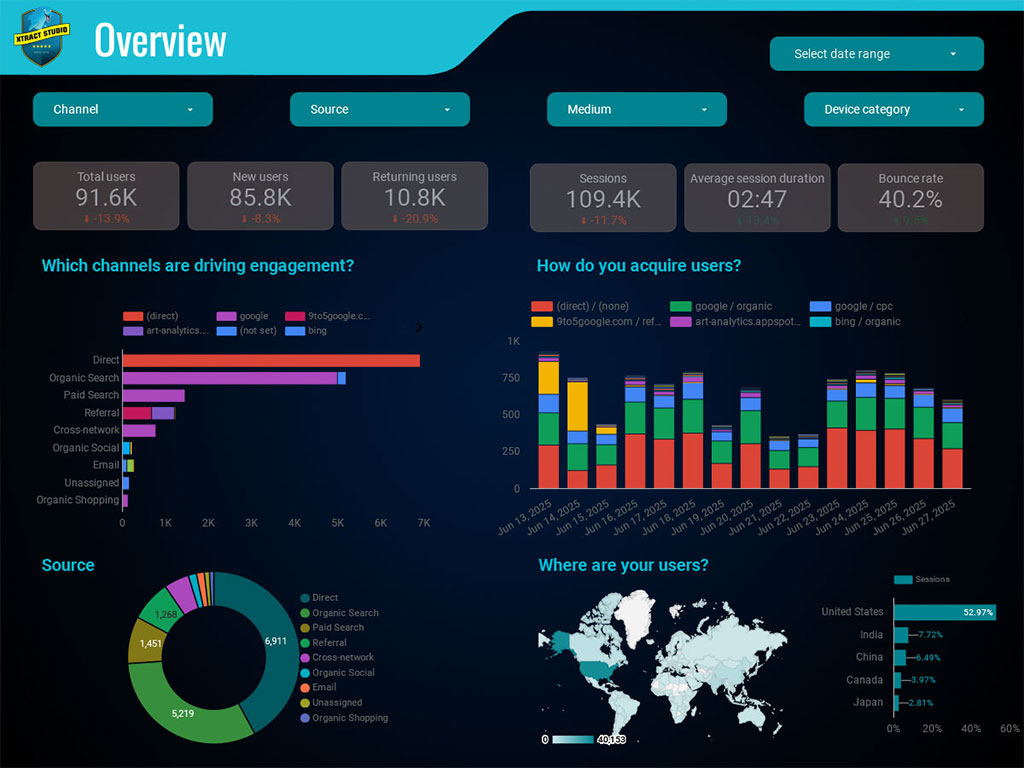 XTRACT STUDIO
Overview
Select date range
Channel
Source
Medium
Device category
Total users
91.6K
-13.9%
New users
85.8K
-8.3%
Returning users
10.8K
-20.9%
Sessions
109.4K
-11.7%
Average session duration
02:47
13.4%
Bounce rate
40.2%
9.5%
Which channels are driving engagement?
(direct) google 9to5google.c...
art-analytics.... (not set) bing
Direct
Organic Search
Paid Search
Referral
Cross-network
Organic Social
Email
Unassigned
Organic Shopping
0 1K 2K 3K 4K 5K 6K 7K
How do you acquire users?
(direct) / (none) google / organic google / cpc
9to5google.com / ref... art-analytics.appspot... bing / organic
1K
750
500
250
0
Jun 13, 2025
Jun 14, 2025
Jun 15, 2025
Jun 16, 2025
Jun 17, 2025
Jun 18, 2025
Jun 19, 2025
Jun 20, 2025
Jun 21, 2025
Jun 22, 2025
Jun 23, 2025
Jun 24, 2025
Jun 25, 2025
Jun 26, 2025
Jun 27, 2025
Source
1,268
1,451
6,911
5,219
Direct
Organic Search
Paid Search
Referral
Cross-network
Organic Social
Email
Unassigned
Organic Shopping
Where are your users?
0 40,153
Sessions
United States 52.97%
India 7.72%
China 6.49%
Canada 3.97%
Japan 2.81%
0% 20% 40% 60%